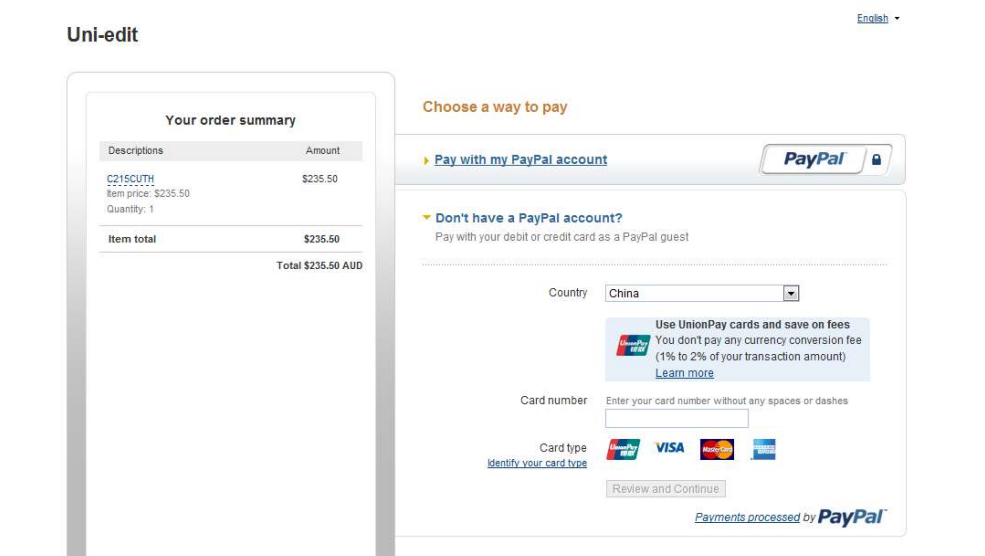 English
Uni-edit
Your order summary
Descriptions Amount
C215CUTH $235.50
Item price: $235.50
Quantity: 1
Item total $235.50
Total $235.50 AUD
Choose a way to pay
Pay with my PayPal account PayPal
Don't have a PayPal account?
Pay with your debit or credit card as a PayPal guest
Country China
Use UnionPay cards and save on fees
You don't pay any currency conversion fee
(1% to 2% of your transaction amount)
Learn more
UnionPay
Card number Enter your card number without any spaces or dashes
Card type UnionPay VISA MasterCard
Identify your card type
Review and Continue
Payments processed by PayPal